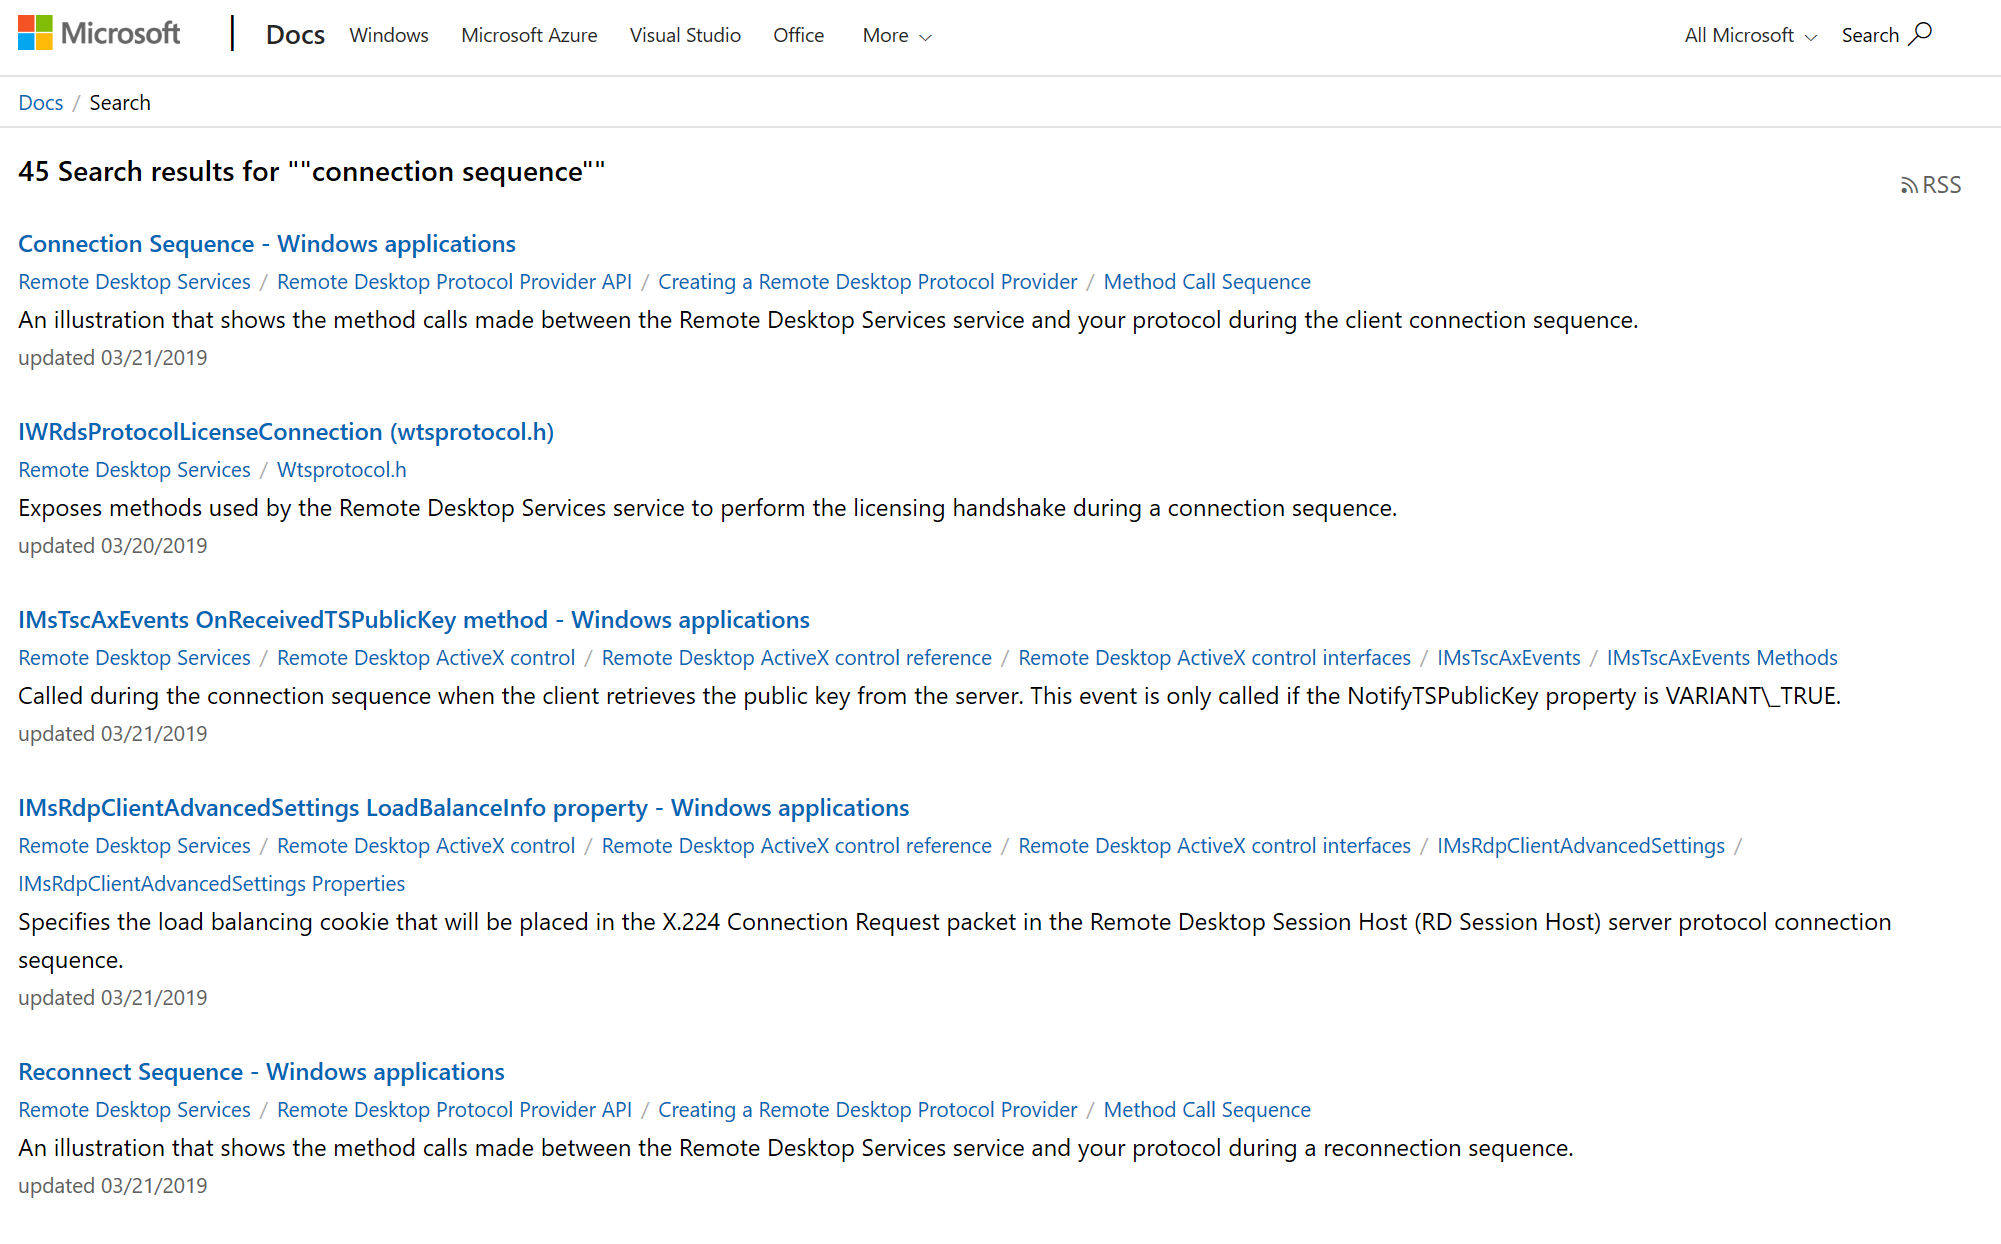 Microsoft | Docs Windows Microsoft Azure Visual Studio Office More All Microsoft Search
Docs / Search
45 Search results for ""connection sequence""
RSS
Connection Sequence - Windows applications
Remote Desktop Services / Remote Desktop Protocol Provider API / Creating a Remote Desktop Protocol Provider / Method Call Sequence
An illustration that shows the method calls made between the Remote Desktop Services service and your protocol during the client connection sequence.
updated 03/21/2019
IWRdsProtocolLicenseConnection (wtsprotocol.h)
Remote Desktop Services / Wtsprotocol.h
Exposes methods used by the Remote Desktop Services service to perform the licensing handshake during a connection sequence.
updated 03/20/2019
IMsTscAxEvents OnReceivedTSPublicKey method - Windows applications
Remote Desktop Services / Remote Desktop ActiveX control / Remote Desktop ActiveX control reference / Remote Desktop ActiveX control interfaces / IMsTscAxEvents / IMsTscAxEvents Methods
Called during the connection sequence when the client retrieves the public key from the server. This event is only called if the NotifyTSPublicKey property is VARIANT\_TRUE.
updated 03/21/2019
IMsRdpClientAdvancedSettings LoadBalanceInfo property - Windows applications
Remote Desktop Services / Remote Desktop ActiveX control / Remote Desktop ActiveX control reference / Remote Desktop ActiveX control interfaces / IMsRdpClientAdvancedSettings /
IMsRdpClientAdvancedSettings Properties
Specifies the load balancing cookie that will be placed in the X.224 Connection Request packet in the Remote Desktop Session Host (RD Session Host) server protocol connection
sequence.
updated 03/21/2019
Reconnect Sequence - Windows applications
Remote Desktop Services / Remote Desktop Protocol Provider API / Creating a Remote Desktop Protocol Provider / Method Call Sequence
An illustration that shows the method calls made between the Remote Desktop Services service and your protocol during a reconnection sequence.
updated 03/21/2019